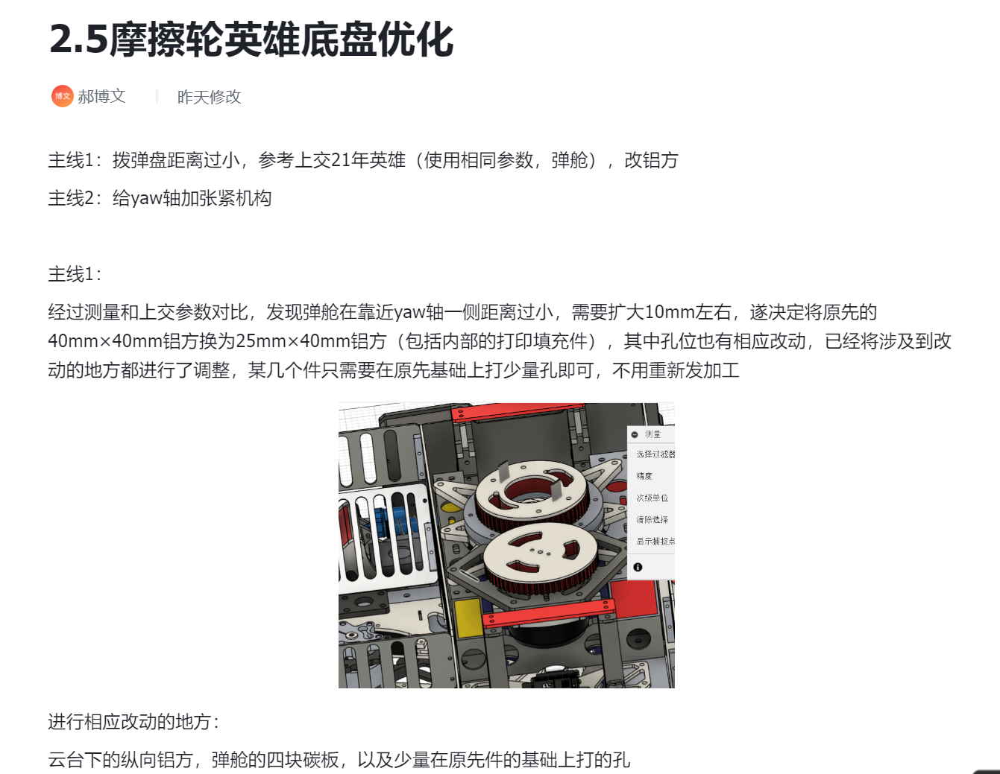 2.5摩擦轮英雄底盘优化
博文 郝博文 昨天修改
主线1：拨弹盘距离过小，参考上交21年英雄（使用相同参数，弹舱），改铝方
主线2：给yaw轴加张紧机构
主线1：
经过测量和上交参数对比，发现弹舱在靠近yaw轴一侧距离过小，需要扩大10mm左右，遂决定将原先的
40mm×40mm铝方换为25mm×40mm铝方（包括内部的打印填充件），其中孔位也有相应改动，已经将涉及到改
动的地方都进行了调整，某几个件只需要在原先基础上打少量孔即可，不用重新发加工
测量
选择过滤器
精度
次级单位
清除选择
显示捕捉点
进行相应改动的地方：
云台下的纵向铝方，弹舱的四块碳板，以及少量在原先件的基础上打的孔